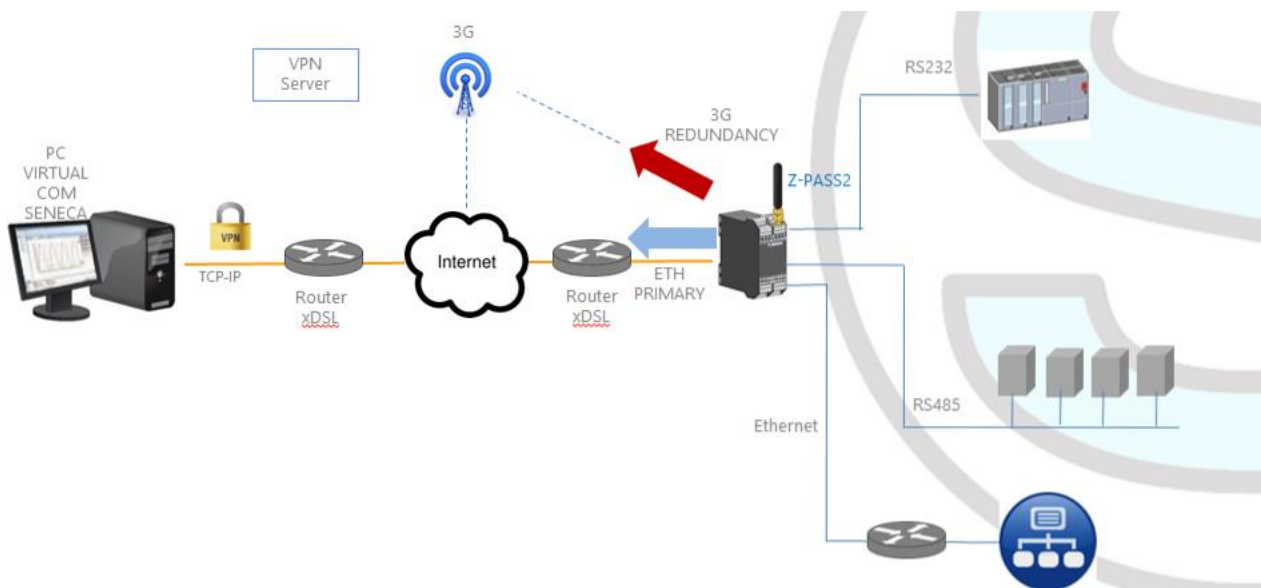 3G
VPN
Server
RS232
3G
REDUNDANCY
PC
VIRTUAL
COM
SENECA
Z-PASS2
VPN
TCP-IP
Internet
ETH
PRIMARY
Router
xDSL
Router
xDSL
RS485
Ethernet